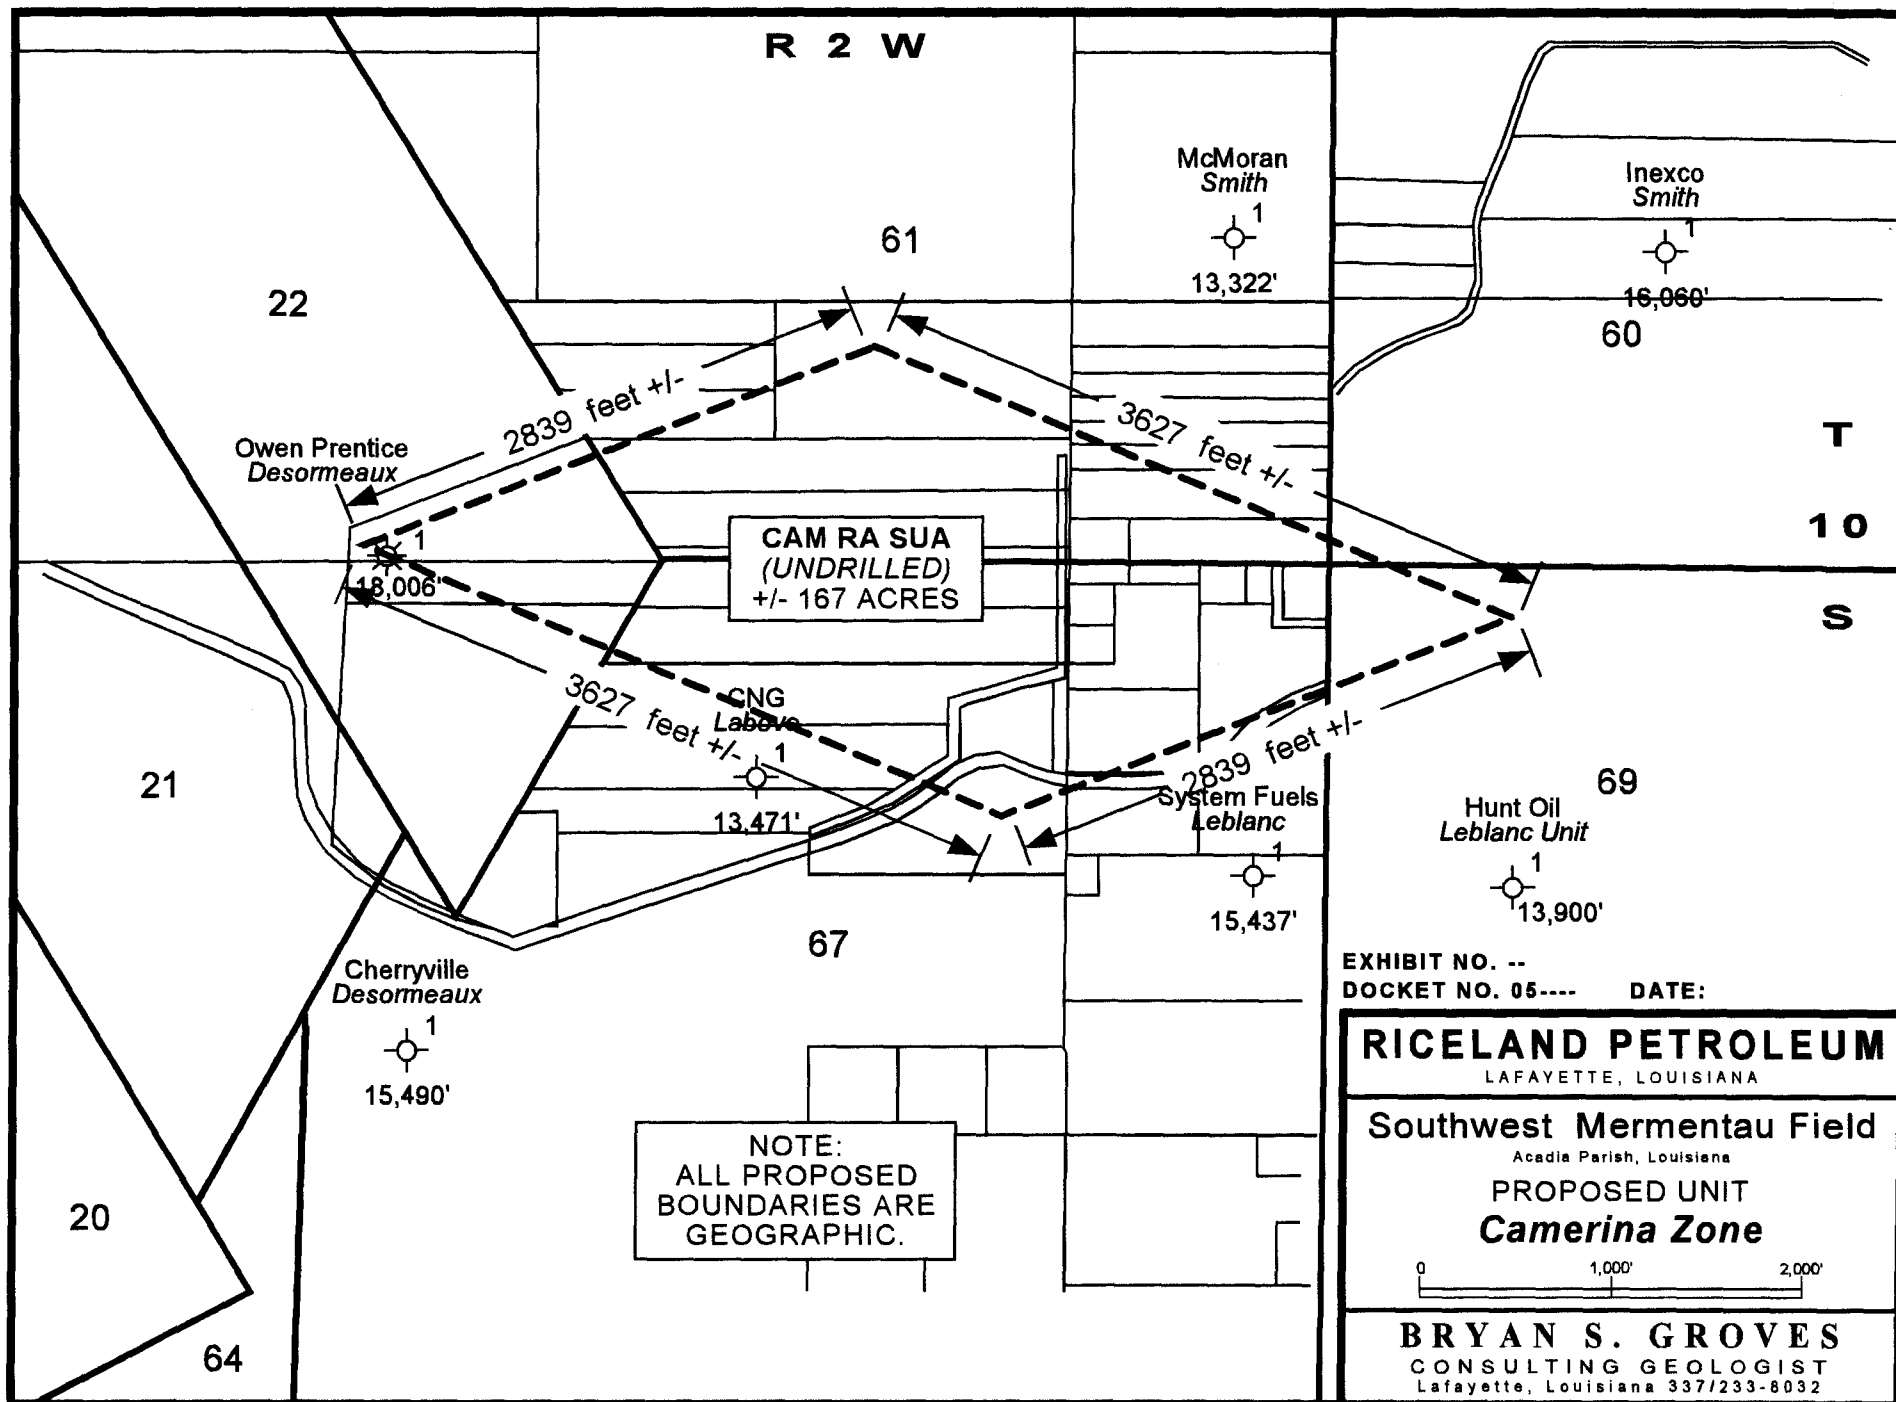 R 2 W
McMoran
Smith
1
13,322'
Inexco
Smith
1
16,060'
61
22
60
2839 feet +/-
3627 feet +/-
T
10
S
Owen Prentice
Desormeaux
1
18,006'
CAM RA SUA
(UNDRILLED)
+/- 167 ACRES
3627 feet +/-
CNG
Labove
1
13,471'
2839 feet +/-
21
69
System Fuels
Leblanc
1
15,437'
Hunt Oil
Leblanc Unit
1
13,900'
67
Cherryville
Desormeaux
1
15,490'
EXHIBIT NO. --
DOCKET NO. 05---- DATE:
RICELAND PETROLEUM
LAFAYETTE, LOUISIANA
Southwest Mermentau Field
Acadia Parish, Louisiana
PROPOSED UNIT
Camerina Zone
0 1,000' 2,000'
BRYAN S. GROVES
CONSULTING GEOLOGIST
Lafayette, Louisiana 337/233-8032
NOTE:
ALL PROPOSED
BOUNDARIES ARE
GEOGRAPHIC.
20
64